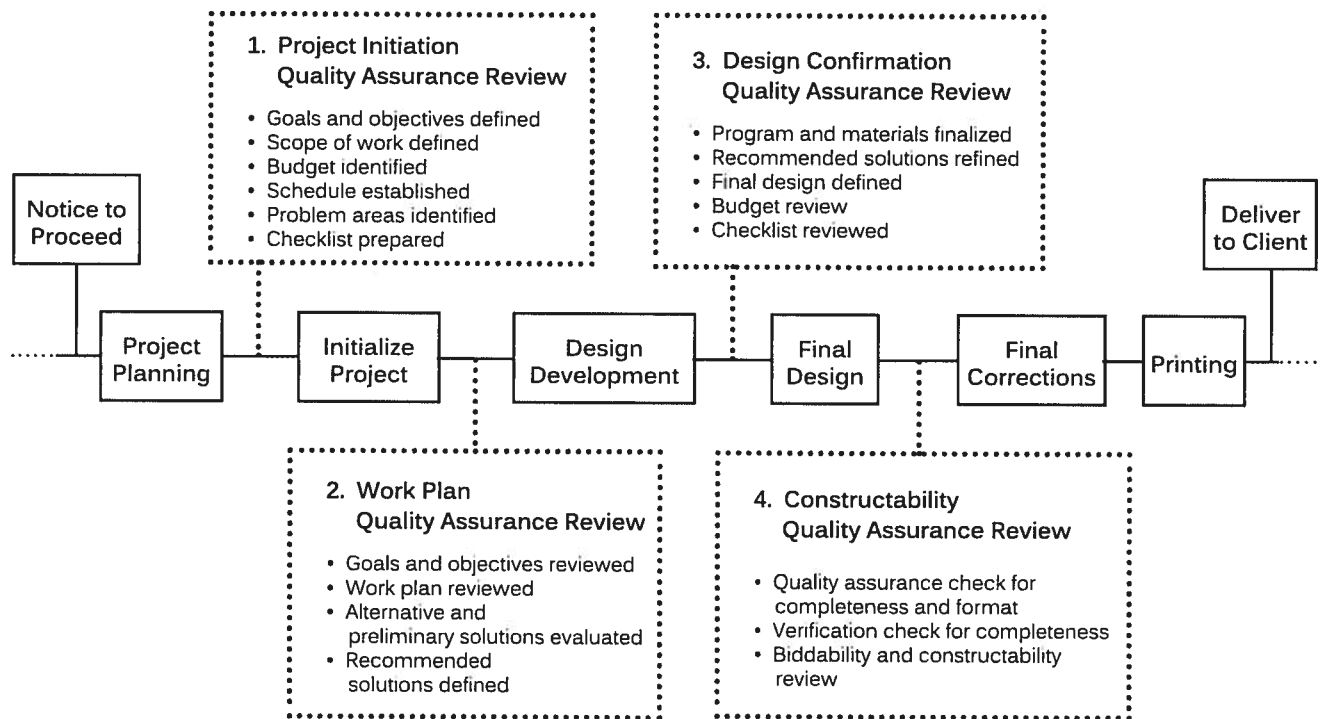 1. Project Initiation
Quality Assurance Review
• Goals and objectives defined
• Scope of work defined
• Budget identified
• Schedule established
• Problem areas identified
• Checklist prepared
3. Design Confirmation
Quality Assurance Review
• Program and materials finalized
• Recommended solutions refined
• Final design defined
• Budget review
• Checklist reviewed
Notice to
Proceed
Deliver
to Client
Project
Planning
Initialize
Project
Design
Development
Final
Design
Final
Corrections
Printing
2. Work Plan
Quality Assurance Review
• Goals and objectives reviewed
• Work plan reviewed
• Alternative and
preliminary solutions evaluated
• Recommended
solutions defined
4. Constructability
Quality Assurance Review
• Quality assurance check for
completeness and format
• Verification check for completeness
• Biddability and constructability
review